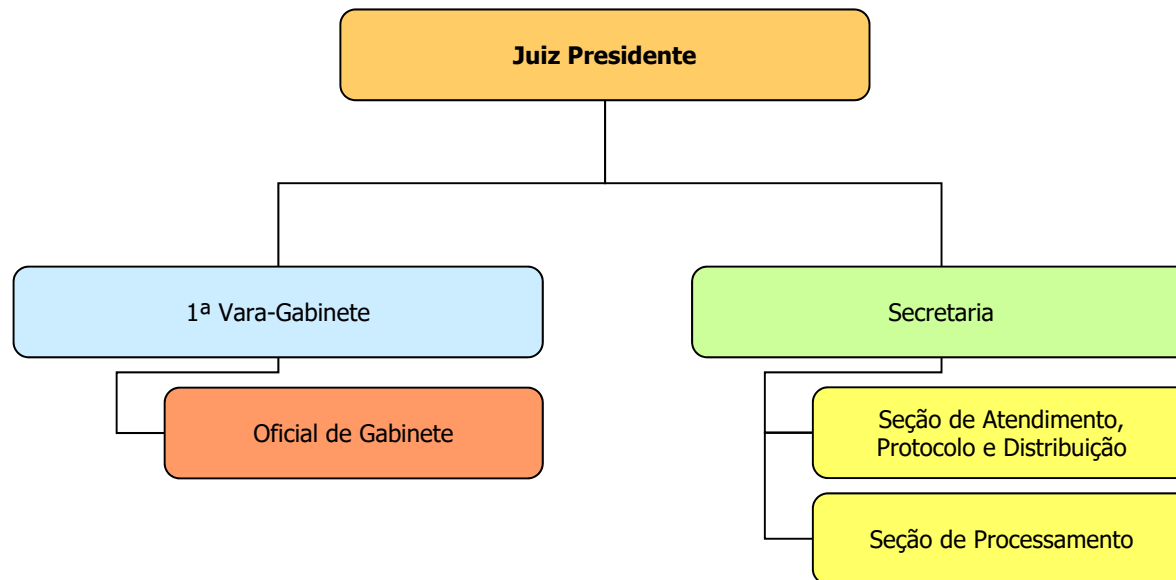 Juiz Presidente
1ª Vara-Gabinete
Secretaria
Oficial de Gabinete
Seção de Atendimento,
Protocolo e Distribuição
Seção de Processamento